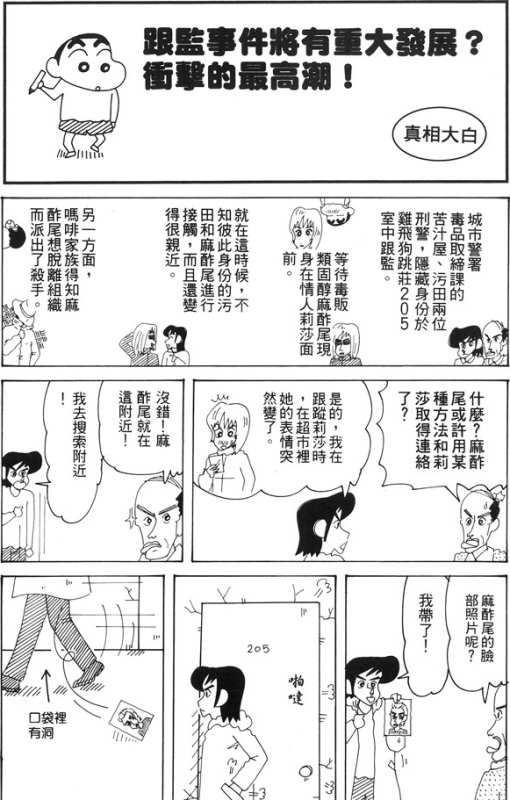 跟監事件將有重大發展？
衝擊的最高潮！
真相大白
城市警署
毒品取締課的
苦汁屋、污田兩位
刑警，隱藏身份於
雞飛狗跳莊205
室中跟監。
等待毒販
類固醇麻酢尾現
身在情人莉莎面
前。
就在這時候，不
知彼此身份的污
田和麻酢尾進行
接觸，而且還變
得很親近。
另一方面，
嗎啡家族得知麻
酢尾想脫離組織
而派出了殺手。
什麼？麻酢
尾或許用某
種方法和莉
莎取得連絡
了？
是的，我在
跟蹤莉莎時
，在超市裡
她的表情突
然變了。
沒錯！麻
酢尾就在
這附近！
我去搜索附近
！
麻酢尾的臉
部照片呢？
我帶了！
205
啪
噠
口袋裡
有洞